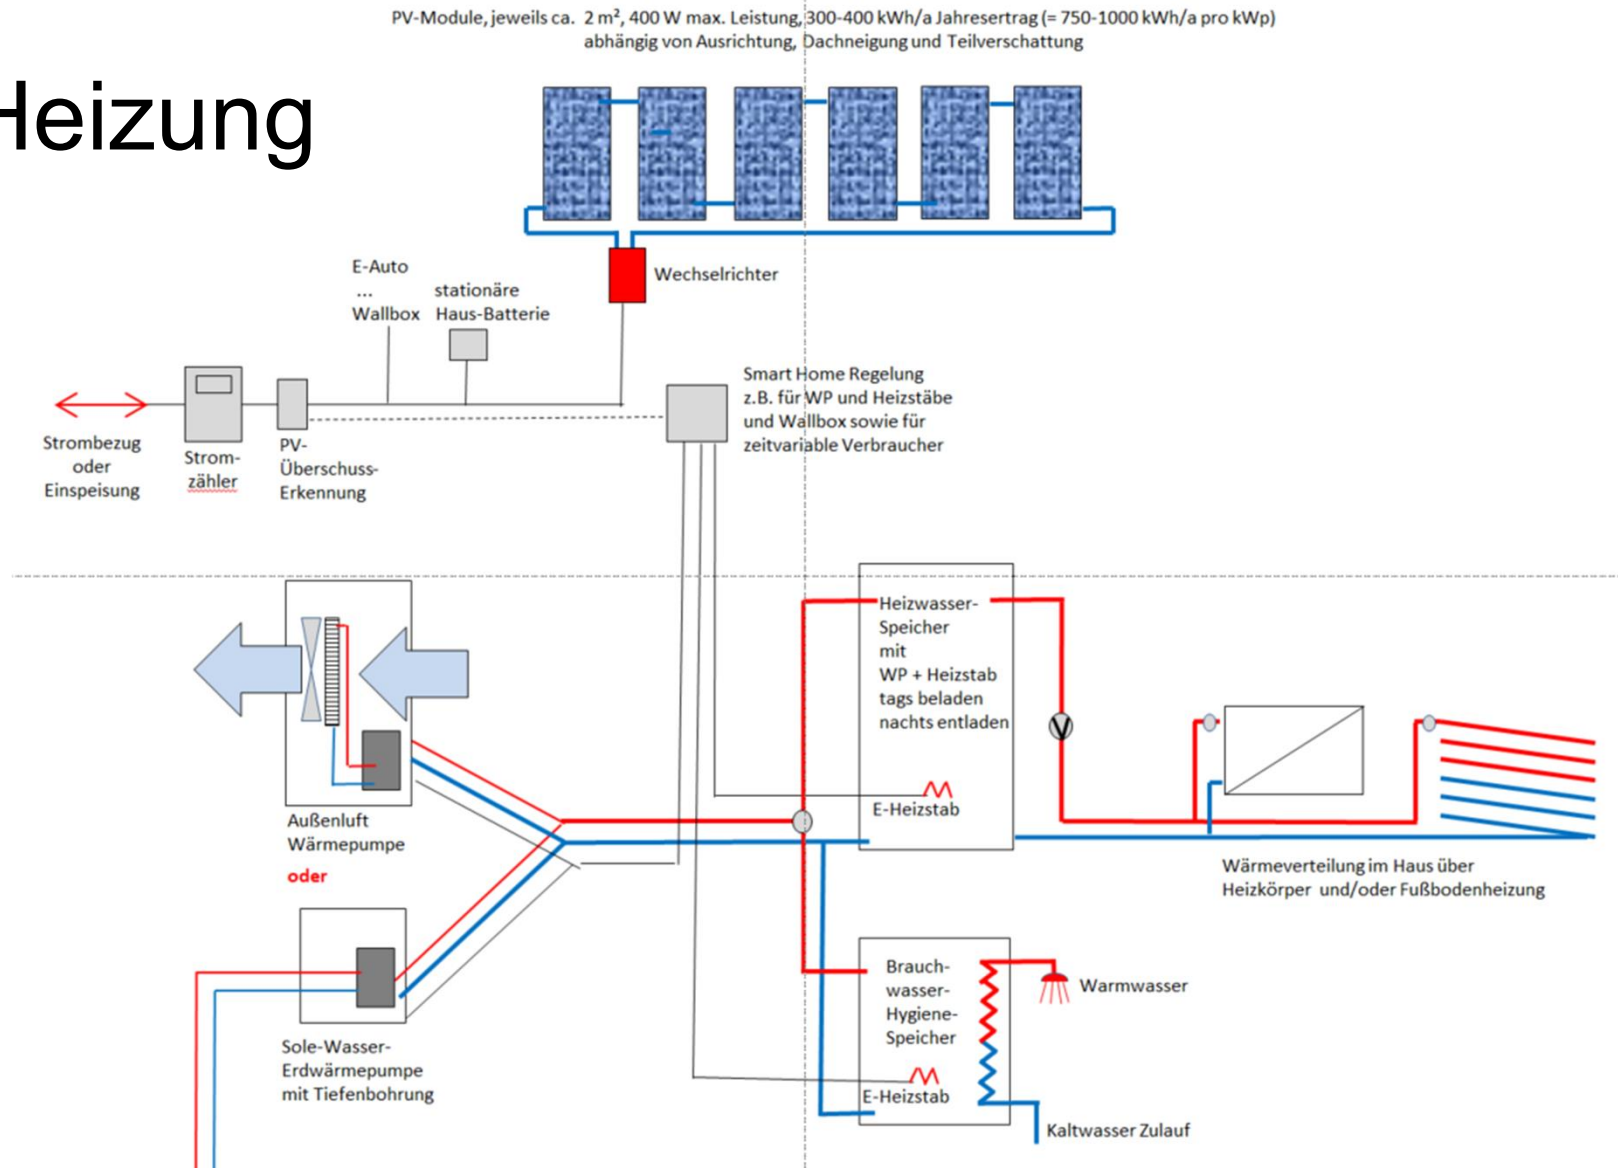 PV-Module, jeweils ca. 2 m², 400 W max. Leistung, 300-400 kWh/a Jahresertrag (= 750-1000 kWh/a pro kWp)
abhängig von Ausrichtung, Dachneigung und Teilverschattung
Heizung
Wechselrichter
E-Auto
...
Wallbox
stationäre
Haus-Batterie
Smart Home Regelung
z.B. für WP und Heizstäbe
und Wallbox sowie für
zeitvariable Verbraucher
Strombezug
oder
Einspeisung
Strom-
zähler
PV-
Überschuss-
Erkennung
Heizwasser-
Speicher
mit
WP + Heizstab
tags beladen
nachts entladen
V
E-Heizstab
Außenluft
Wärmepumpe
oder
Wärmeverteilung im Haus über
Heizkörper und/oder Fußbodenheizung
Brauch-
wasser-
Hygiene-
Speicher
Warmwasser
E-Heizstab
Sole-Wasser-
Erdwärmepumpe
mit Tiefenbohrung
Kaltwasser Zulauf